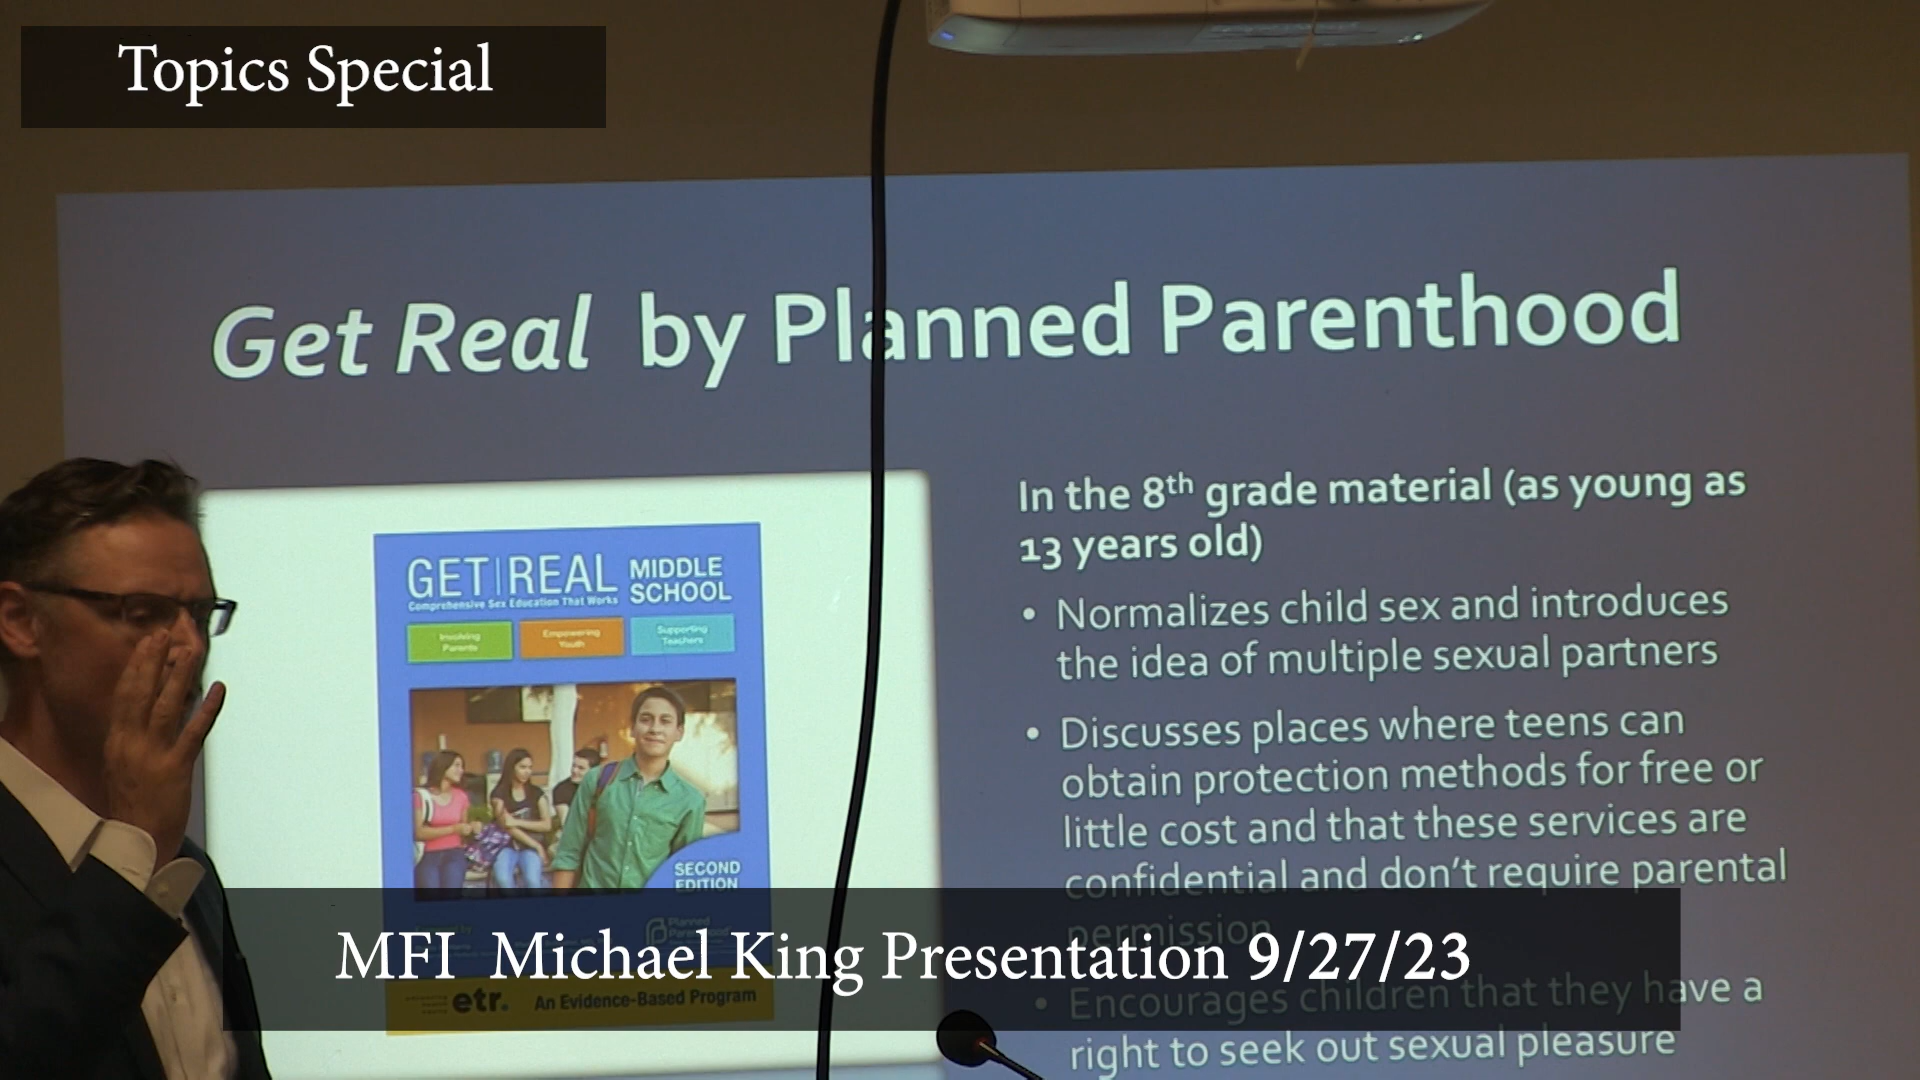 Topics Special
Get Real by Planned Parenthood
In the 8th grade material (as young as
13 years old)
• Normalizes child sex and introduces
the idea of multiple sexual partners
• Discusses places where teens can
obtain protection methods for free or
little cost and that these services are
confidential and don't require parental
permission
• Encourages children that they have a
right to seek out sexual pleasure
GET|REAL MIDDLE
SCHOOL
Comprehensive Sex Education That Works
Involving
Parents
Empowering
Youth
Supporting
Teachers
SECOND
EDITION
Planned
Parenthood
etr. An Evidence-Based Program
MFI Michael King Presentation 9/27/23